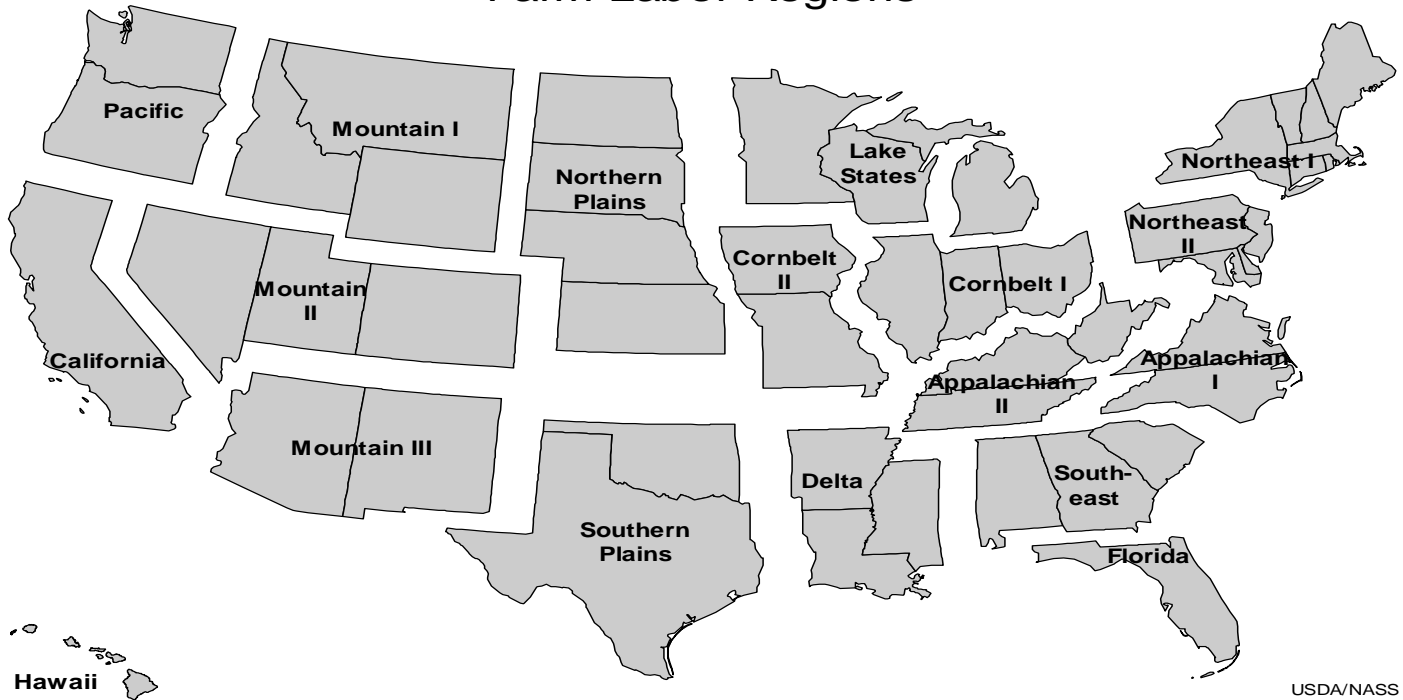 Farm Labor Regions
Pacific
Mountain I
Northern
Plains
Lake
States
Northeast I
Northeast
II
Cornbelt
II
Cornbelt I
Mountain
II
California
Appalachian
I
Appalachian
II
Mountain III
Delta
South-
east
Southern
Plains
Florida
Hawaii
USDA/NASS